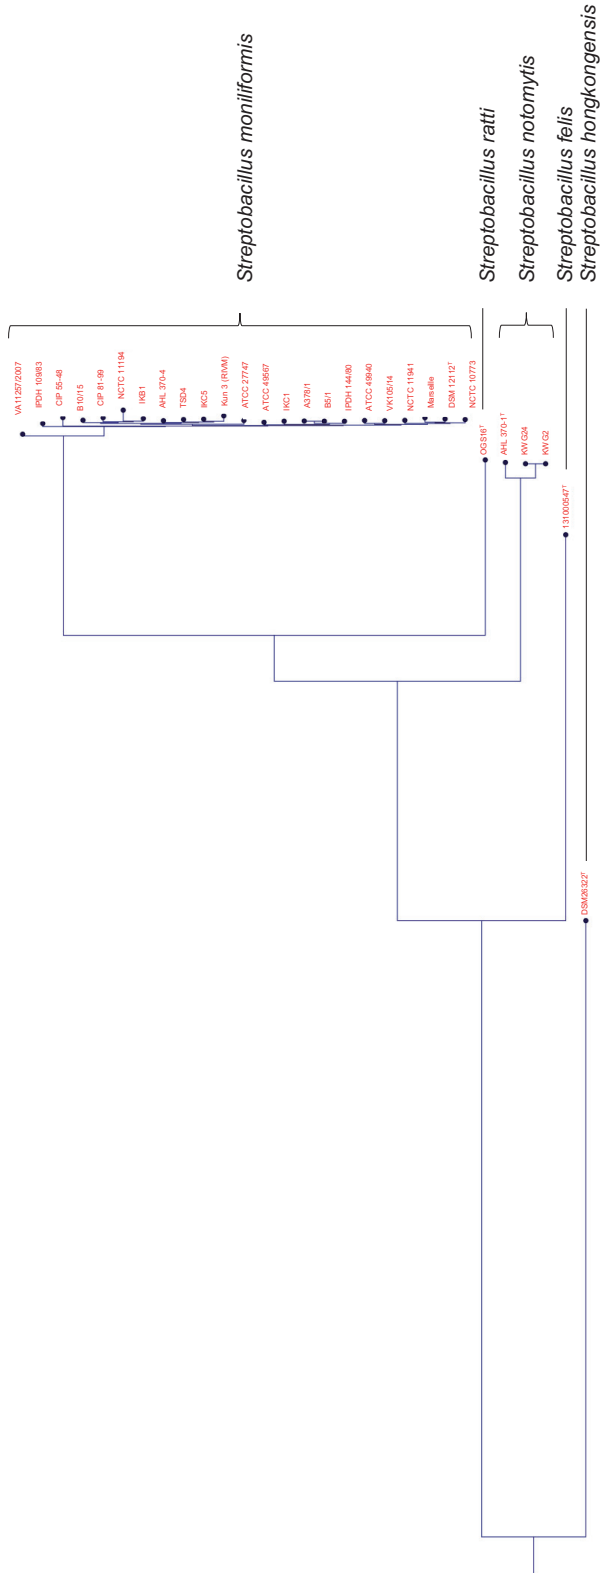 VA11257/2007
IPDH 109/83
CIP 55-48
B10/15
CIP 81-99
NCTC 11194
IKB1
AHL 370-4
TSD4
IKC5
Kun 3 (RIVM)
ATCC 27747
ATCC 49567
IKC1
A378/1
B5/1
IPDH 144/80
ATCC 49940
VK105/14
NCTC 11941
Marseille
DSM 12112ᵀ
NCTC 10773
OGS16ᵀ
AHL 370-1ᵀ
KWG24
KWG2
131000547ᵀ
DSM26322ᵀ
Streptobacillus moniliformis
Streptobacillus ratti
Streptobacillus notomytis
Streptobacillus felis
Streptobacillus hongkongensis